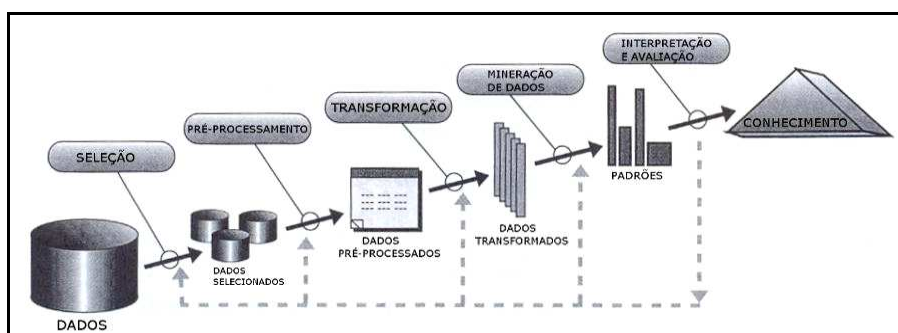 INTERPRETAÇÃO
E AVALIAÇÃO
MINERAÇÃO
DE DADOS
TRANSFORMAÇÃO
PRÉ-PROCESSAMENTO
SELEÇÃO
CONHECIMENTO
PADRÕES
DADOS
TRANSFORMADOS
DADOS
PRÉ-PROCESSADOS
DADOS
SELECIONADOS
DADOS